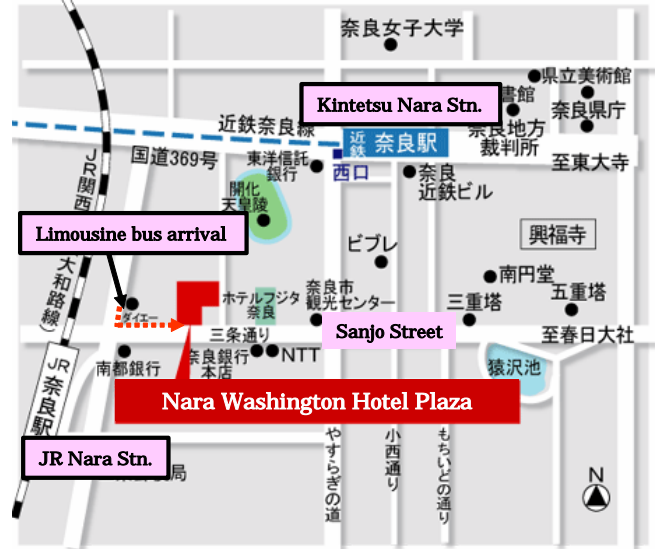 奈良女子大学
県立美術館
Kintetsu Nara Stn.
書館
奈良県庁
近鉄奈良線
近鉄 奈良駅
奈良地方
裁判所
国道369号
東洋信託
銀行
西口
奈良
近鉄ビル
至東大寺
JR関西
大和路線)
開化
天皇陵
Limousine bus arrival
ビブレ
興福寺
南円堂
五重塔
三重塔
ダイエー
ホテルフジタ
奈良
奈良市
観光センター
Sanjo Street
至春日大社
三条通り
南都銀行
奈良銀行
本店
NTT
猿沢池
JR 奈良駅
Nara Washington Hotel Plaza
JR Nara Stn.
局
やすらぎの道
小西通り
もちいどの通り
N